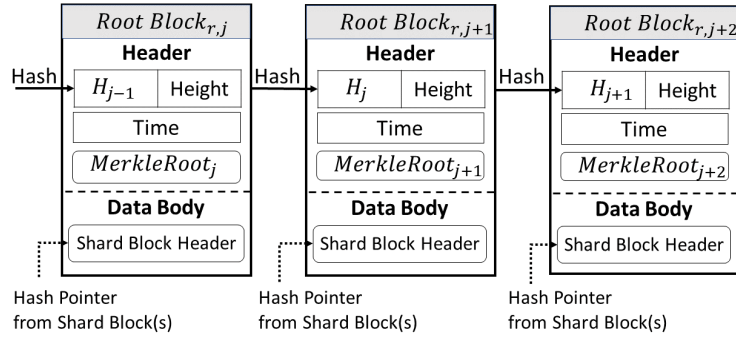 Root Block_{r,j}
Header
Hash
H_{j-1} Height
Time
MerkleRoot_j
Data Body
Shard Block Header
Hash Pointer
from Shard Block(s)
Root Block_{r,j+1}
Header
Hash
H_j Height
Time
MerkleRoot_{j+1}
Data Body
Shard Block Header
Hash Pointer
from Shard Block(s)
Root Block_{r,j+2}
Header
Hash
H_{j+1} Height
Time
MerkleRoot_{j+2}
Data Body
Shard Block Header
Hash Pointer
from Shard Block(s)